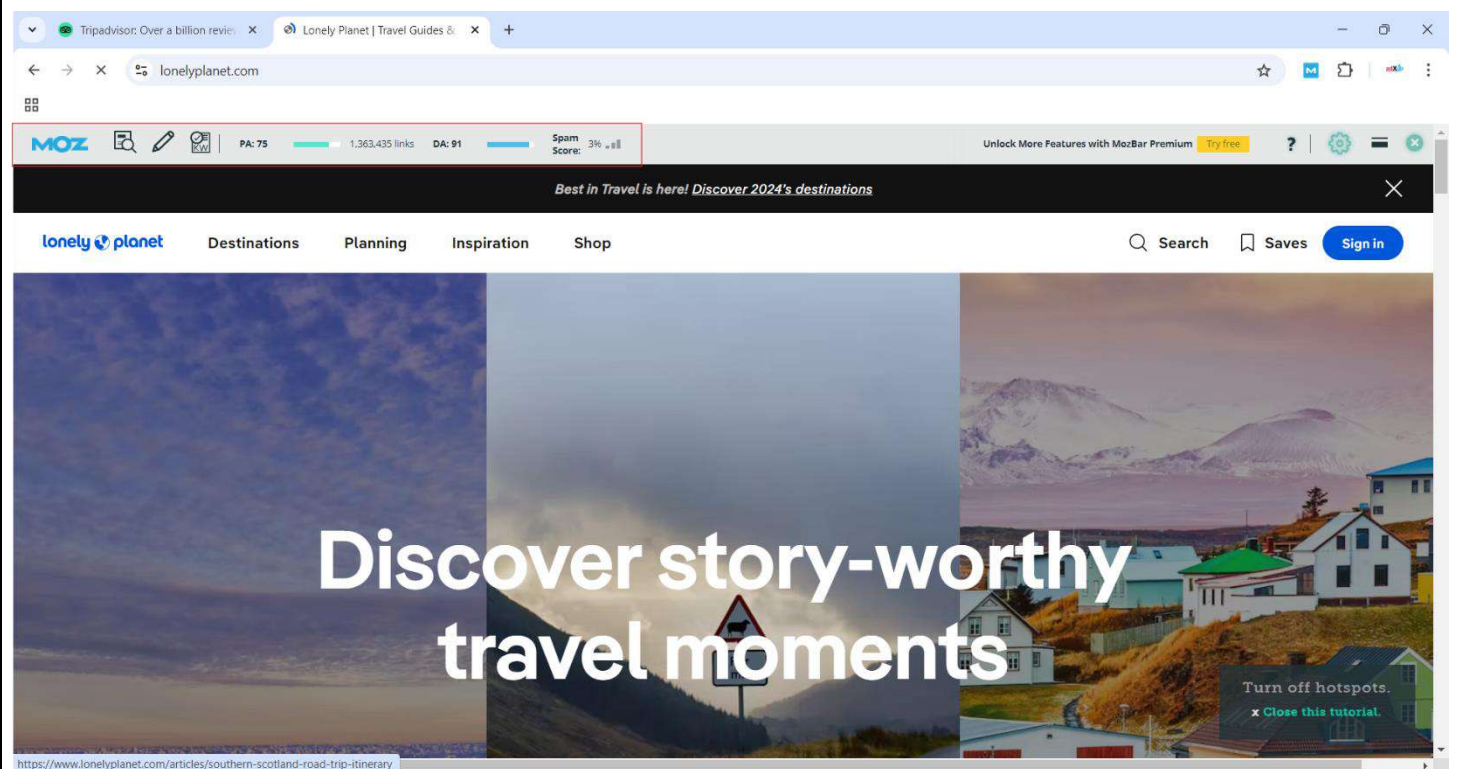 Tripadvisor: Over a billion review
Lonely Planet | Travel Guides &
lonelyplanet.com
MOZ KW PA: 75 1,363,435 links DA: 91 Spam Score: 3% Unlock More Features with MozBar Premium Try free ?
Best in Travel is here! Discover 2024's destinations
lonely planet Destinations Planning Inspiration Shop Search Saves Sign in
Discover story-worthy
travel moments
Turn off hotspots.
x Close this tutorial.
https://www.lonelyplanet.com/articles/southern-scotland-road-trip-itinerary